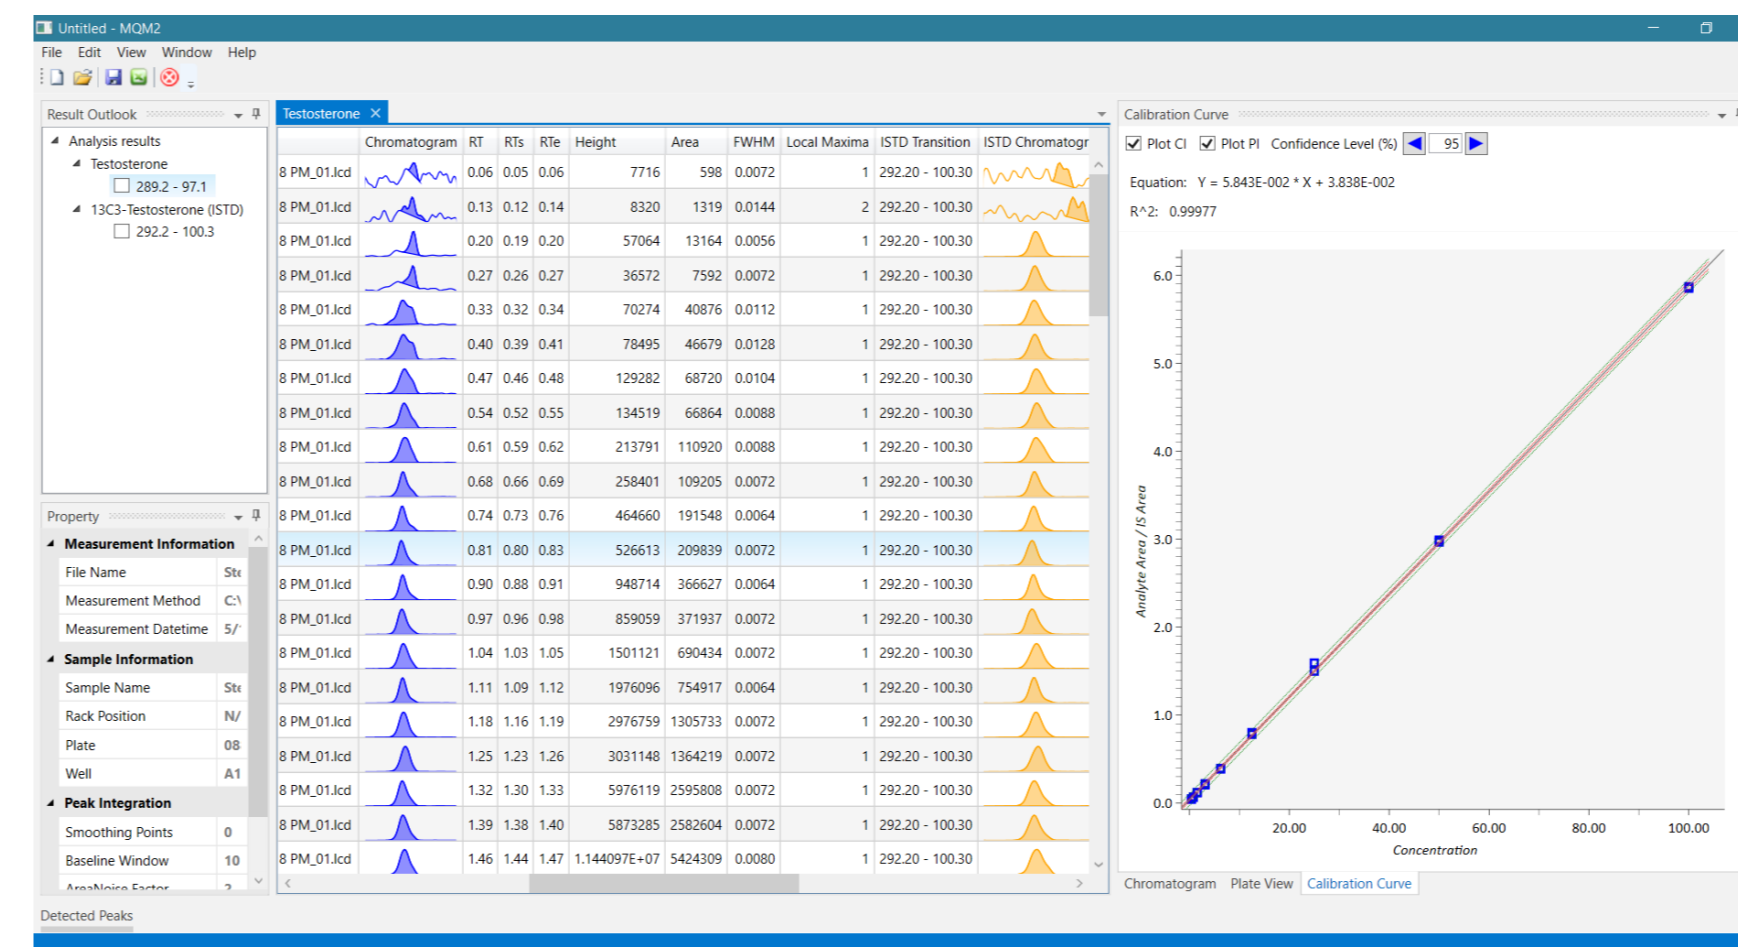 Untitled - MQM2
File Edit View Window Help
Result Outlook
Analysis results
Testosterone
289.2 - 97.1
13C3-Testosterone (ISTD)
292.2 - 100.3
Property
Measurement Information
File Name Ste
Measurement Method C:\
Measurement Datetime 5/
Sample Information
Sample Name Ste
Rack Position N/
Plate 08
Well A1
Peak Integration
Smoothing Points 0
Baseline Window 10
AreaNoise Factor 2
Detected Peaks
Testosterone
Chromatogram RT RTs RTe Height Area FWHM Local Maxima ISTD Transition ISTD Chromatogr
8 PM_01.lcd 0.06 0.05 0.06 7716 598 0.0072 1 292.20 - 100.30
8 PM_01.lcd 0.13 0.12 0.14 8320 1319 0.0144 2 292.20 - 100.30
8 PM_01.lcd 0.20 0.19 0.20 57064 13164 0.0056 1 292.20 - 100.30
8 PM_01.lcd 0.27 0.26 0.27 36572 7592 0.0072 1 292.20 - 100.30
8 PM_01.lcd 0.33 0.32 0.34 70274 40876 0.0112 1 292.20 - 100.30
8 PM_01.lcd 0.40 0.39 0.41 78495 46679 0.0128 1 292.20 - 100.30
8 PM_01.lcd 0.47 0.46 0.48 129282 68720 0.0104 1 292.20 - 100.30
8 PM_01.lcd 0.54 0.52 0.55 134519 66864 0.0088 1 292.20 - 100.30
8 PM_01.lcd 0.61 0.59 0.62 213791 110920 0.0088 1 292.20 - 100.30
8 PM_01.lcd 0.68 0.66 0.69 258401 109205 0.0072 1 292.20 - 100.30
8 PM_01.lcd 0.74 0.73 0.76 464660 191548 0.0064 1 292.20 - 100.30
8 PM_01.lcd 0.81 0.80 0.83 526613 209839 0.0072 1 292.20 - 100.30
8 PM_01.lcd 0.90 0.88 0.91 948714 366627 0.0064 1 292.20 - 100.30
8 PM_01.lcd 0.97 0.96 0.98 859059 371937 0.0072 1 292.20 - 100.30
8 PM_01.lcd 1.04 1.03 1.05 1501121 690434 0.0072 1 292.20 - 100.30
8 PM_01.lcd 1.11 1.09 1.12 1976096 754917 0.0064 1 292.20 - 100.30
8 PM_01.lcd 1.18 1.16 1.19 2976759 1305733 0.0072 1 292.20 - 100.30
8 PM_01.lcd 1.25 1.23 1.26 3031148 1364219 0.0072 1 292.20 - 100.30
8 PM_01.lcd 1.32 1.30 1.33 5976119 2595808 0.0072 1 292.20 - 100.30
8 PM_01.lcd 1.39 1.38 1.40 5873285 2582604 0.0072 1 292.20 - 100.30
8 PM_01.lcd 1.46 1.44 1.47 1.144097E+07 5424309 0.0080 1 292.20 - 100.30
Calibration Curve
Plot CI Plot PI Confidence Level (%) 95
Equation: Y = 5.843E-002 * X + 3.838E-002
R^2: 0.99977
6.0
5.0
4.0
3.0
2.0
1.0
0.0
Analyte Area / IS Area
20.00 40.00 60.00 80.00 100.00
Concentration
Chromatogram Plate View Calibration Curve